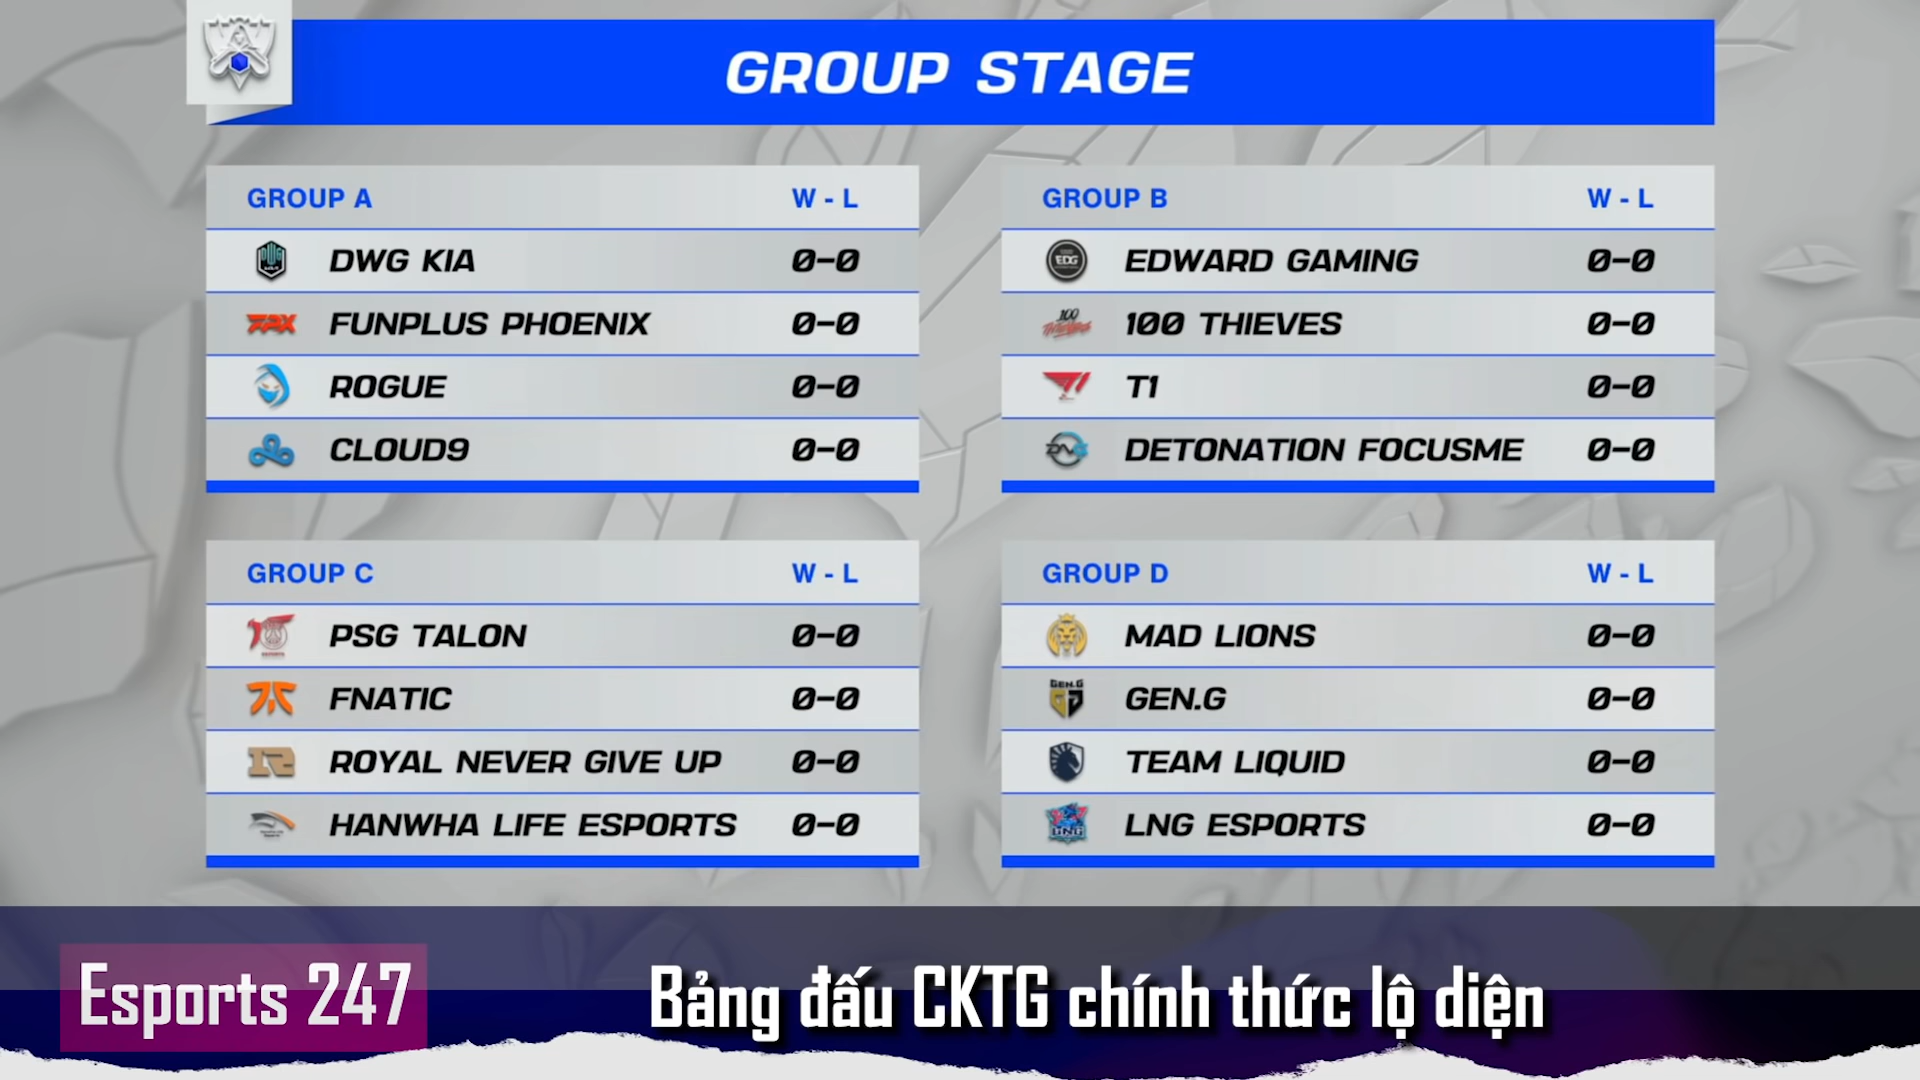 GROUP STAGE
GROUP A W - L
DWG KIA 0-0
FUNPLUS PHOENIX 0-0
ROGUE 0-0
CLOUD9 0-0
GROUP B W - L
EDG EDWARD GAMING 0-0
100 THIEVES 0-0
T1 0-0
DETONATION FOCUSME 0-0
GROUP C W - L
PSG TALON 0-0
FNATIC 0-0
ROYAL NEVER GIVE UP 0-0
HANWHA LIFE ESPORTS 0-0
GROUP D W - L
MAD LIONS 0-0
GEN.G GEN.G 0-0
TEAM LIQUID 0-0
LNG LNG ESPORTS 0-0
Esports 247
Bảng đấu CKTG chính thức lộ diện